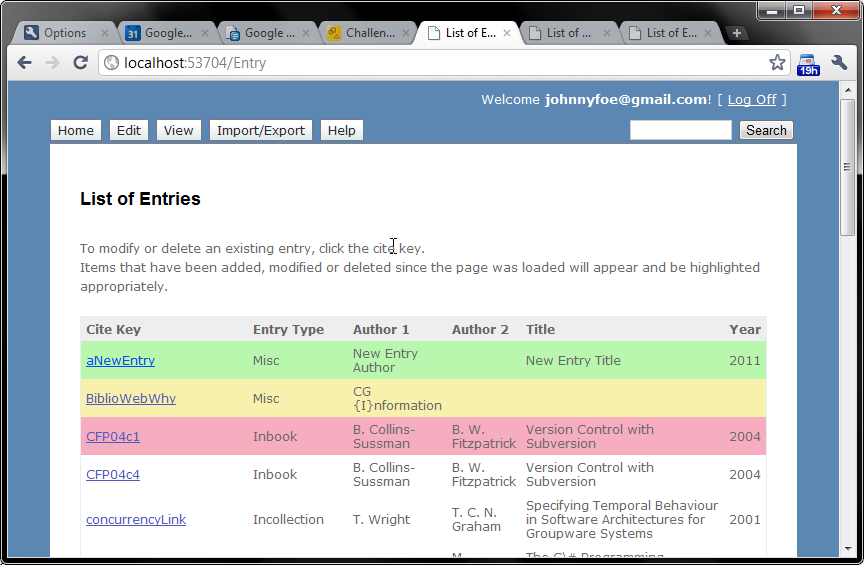 Options
Google...
Google ...
Challen...
List of E...
List of ...
List of E...
localhost:53704/Entry
19h
Welcome johnnyfoe@gmail.com! [ Log Off ]
Home Edit View Import/Export Help Search
List of Entries
To modify or delete an existing entry, click the cite key.
Items that have been added, modified or deleted since the page was loaded will appear and be highlighted
appropriately.
Cite Key Entry Type Author 1 Author 2 Title Year
aNewEntry Misc New Entry Author New Entry Title 2011
BiblioWebWhy Misc CG {I}nformation
CFP04c1 Inbook B. Collins-Sussman B. W. Fitzpatrick Version Control with Subversion 2004
CFP04c4 Inbook B. Collins-Sussman B. W. Fitzpatrick Version Control with Subversion 2004
concurrencyLink Incollection T. Wright T. C. N. Graham Specifying Temporal Behaviour in Software Architectures for Groupware Systems 2001
M. The C\# Programming